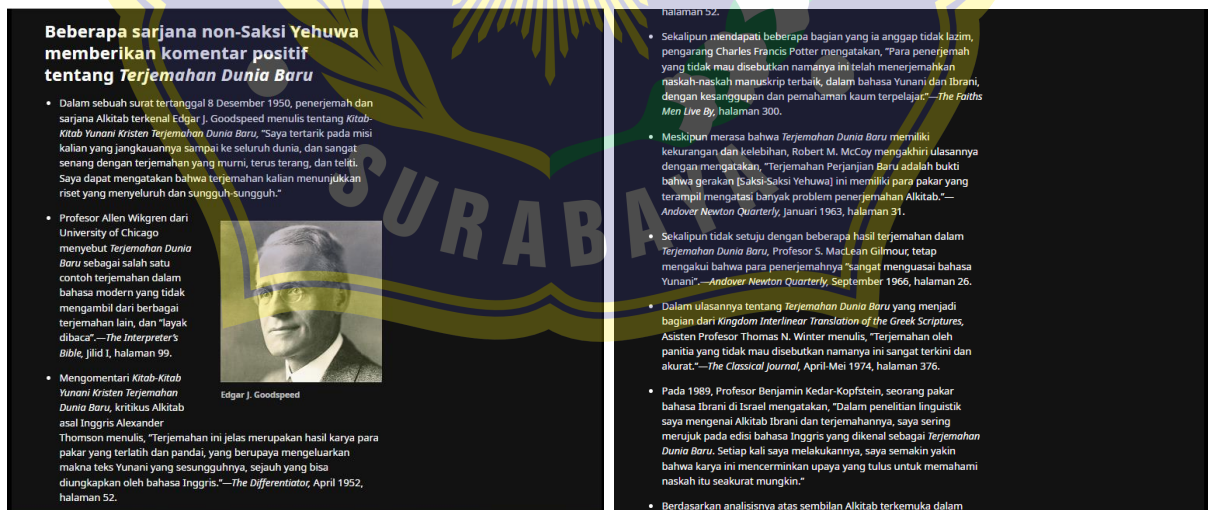 Beberapa sarjana non-Saksi Yehuwa
memberikan komentar positif
tentang Terjemahan Dunia Baru
• Dalam sebuah surat tertanggal 8 Desember 1950, penerjemah dan
sarjana Alkitab terkenal Edgar J. Goodspeed menulis tentang Kitab-
Kitab Yunani Kristen Terjemahan Dunia Baru, "Saya tertarik pada misi
kalian yang jangkauannya sampai ke seluruh dunia, dan sangat
senang dengan terjemahan yang murni, terus terang, dan teliti.
Saya dapat mengatakan bahwa terjemahan kalian menunjukkan
riset yang menyeluruh dan sungguh-sungguh."
• Profesor Allen Wikgren dari
University of Chicago
menyebut Terjemahan Dunia
Baru sebagai salah satu
contoh terjemahan dalam
bahasa modern yang tidak
mengambil dari berbagai
terjemahan lain, dan "layak
dibaca".—The Interpreter's
Bible, Jilid I, halaman 99.
Edgar J. Goodspeed
• Mengomentari Kitab-Kitab
Yunani Kristen Terjemahan
Dunia Baru, kritikus Alkitab
asal Inggris Alexander
Thomson menulis, "Terjemahan ini jelas merupakan hasil karya para
pakar yang terlatih dan pandai, yang berupaya mengeluarkan
makna teks Yunani yang sesungguhnya, sejauh yang bisa
diungkapkan oleh bahasa Inggris."—The Differentiator, April 1952,
halaman 52.
halaman 52.
• Sekalipun mendapati beberapa bagian yang ia anggap tidak lazim,
pengarang Charles Francis Potter mengatakan, "Para penerjemah
yang tidak mau disebutkan namanya ini telah menerjemahkan
naskah-naskah manuskrip terbaik, dalam bahasa Yunani dan Ibrani,
dengan kesanggupan dan pemahaman kaum terpelajar."—The Faiths
Men Live By, halaman 300.
• Meskipun merasa bahwa Terjemahan Dunia Baru memiliki
kekurangan dan kelebihan, Robert M. McCoy mengakhiri ulasannya
dengan mengatakan, "Terjemahan Perjanjian Baru adalah bukti
bahwa gerakan [Saksi-Saksi Yehuwa] ini memiliki para pakar yang
terampil mengatasi banyak problem penerjemahan Alkitab."—
Andover Newton Quarterly, Januari 1963, halaman 31.
• Sekalipun tidak setuju dengan beberapa hasil terjemahan dalam
Terjemahan Dunia Baru, Profesor S. MacLean Gilmour, tetap
mengakui bahwa para penerjemahnya "sangat menguasai bahasa
Yunani".—Andover Newton Quarterly, September 1966, halaman 26.
• Dalam ulasannya tentang Terjemahan Dunia Baru yang menjadi
bagian dari Kingdom Interlinear Translation of the Greek Scriptures,
Asisten Profesor Thomas N. Winter menulis, "Terjemahan oleh
panitia yang tidak mau disebutkan namanya ini sangat terkini dan
akurat."—The Classical Journal, April-Mei 1974, halaman 376.
• Pada 1989, Profesor Benjamin Kedar-Kopfstein, seorang pakar
bahasa Ibrani di Israel mengatakan, "Dalam penelitian linguistik
saya mengenai Alkitab Ibrani dan terjemahannya, saya sering
merujuk pada edisi bahasa Inggris yang dikenal sebagai Terjemahan
Dunia Baru. Setiap kali saya melakukannya, saya semakin yakin
bahwa karya ini mencerminkan upaya yang tulus untuk memahami
naskah itu seakurat mungkin."
• Berdasarkan analisisnya atas sembilan Alkitab terkemuka dalam
SURABAYA